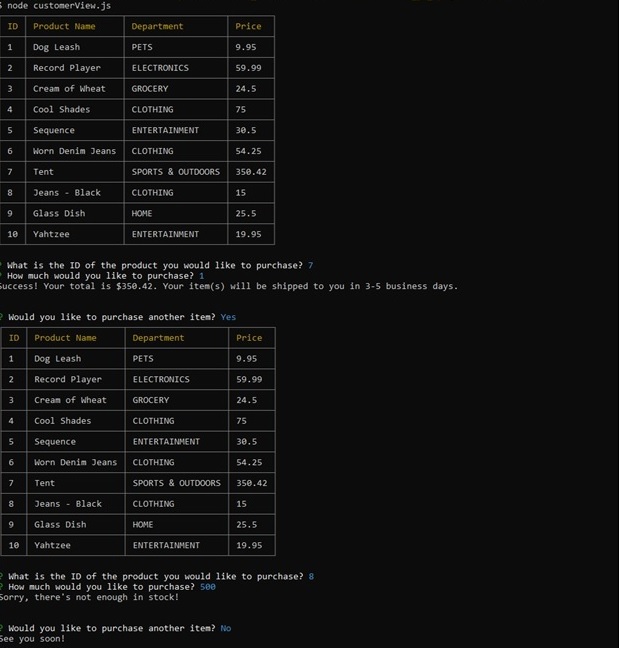 $ node customerView.js
ID Product Name Department Price
1 Dog Leash PETS 9.95
2 Record Player ELECTRONICS 59.99
3 Cream of Wheat GROCERY 24.5
4 Cool Shades CLOTHING 75
5 Sequence ENTERTAINMENT 30.5
6 Worn Denim Jeans CLOTHING 54.25
7 Tent SPORTS & OUTDOORS 350.42
8 Jeans - Black CLOTHING 15
9 Glass Dish HOME 25.5
10 Yahtzee ENTERTAINMENT 19.95
? What is the ID of the product you would like to purchase? 7
? How much would you like to purchase? 1
Success! Your total is $350.42. Your item(s) will be shipped to you in 3-5 business days.
? Would you like to purchase another item? Yes
ID Product Name Department Price
1 Dog Leash PETS 9.95
2 Record Player ELECTRONICS 59.99
3 Cream of Wheat GROCERY 24.5
4 Cool Shades CLOTHING 75
5 Sequence ENTERTAINMENT 30.5
6 Worn Denim Jeans CLOTHING 54.25
7 Tent SPORTS & OUTDOORS 350.42
8 Jeans - Black CLOTHING 15
9 Glass Dish HOME 25.5
10 Yahtzee ENTERTAINMENT 19.95
? What is the ID of the product you would like to purchase? 8
? How much would you like to purchase? 500
Sorry, there's not enough in stock!
? Would you like to purchase another item? No
See you soon!